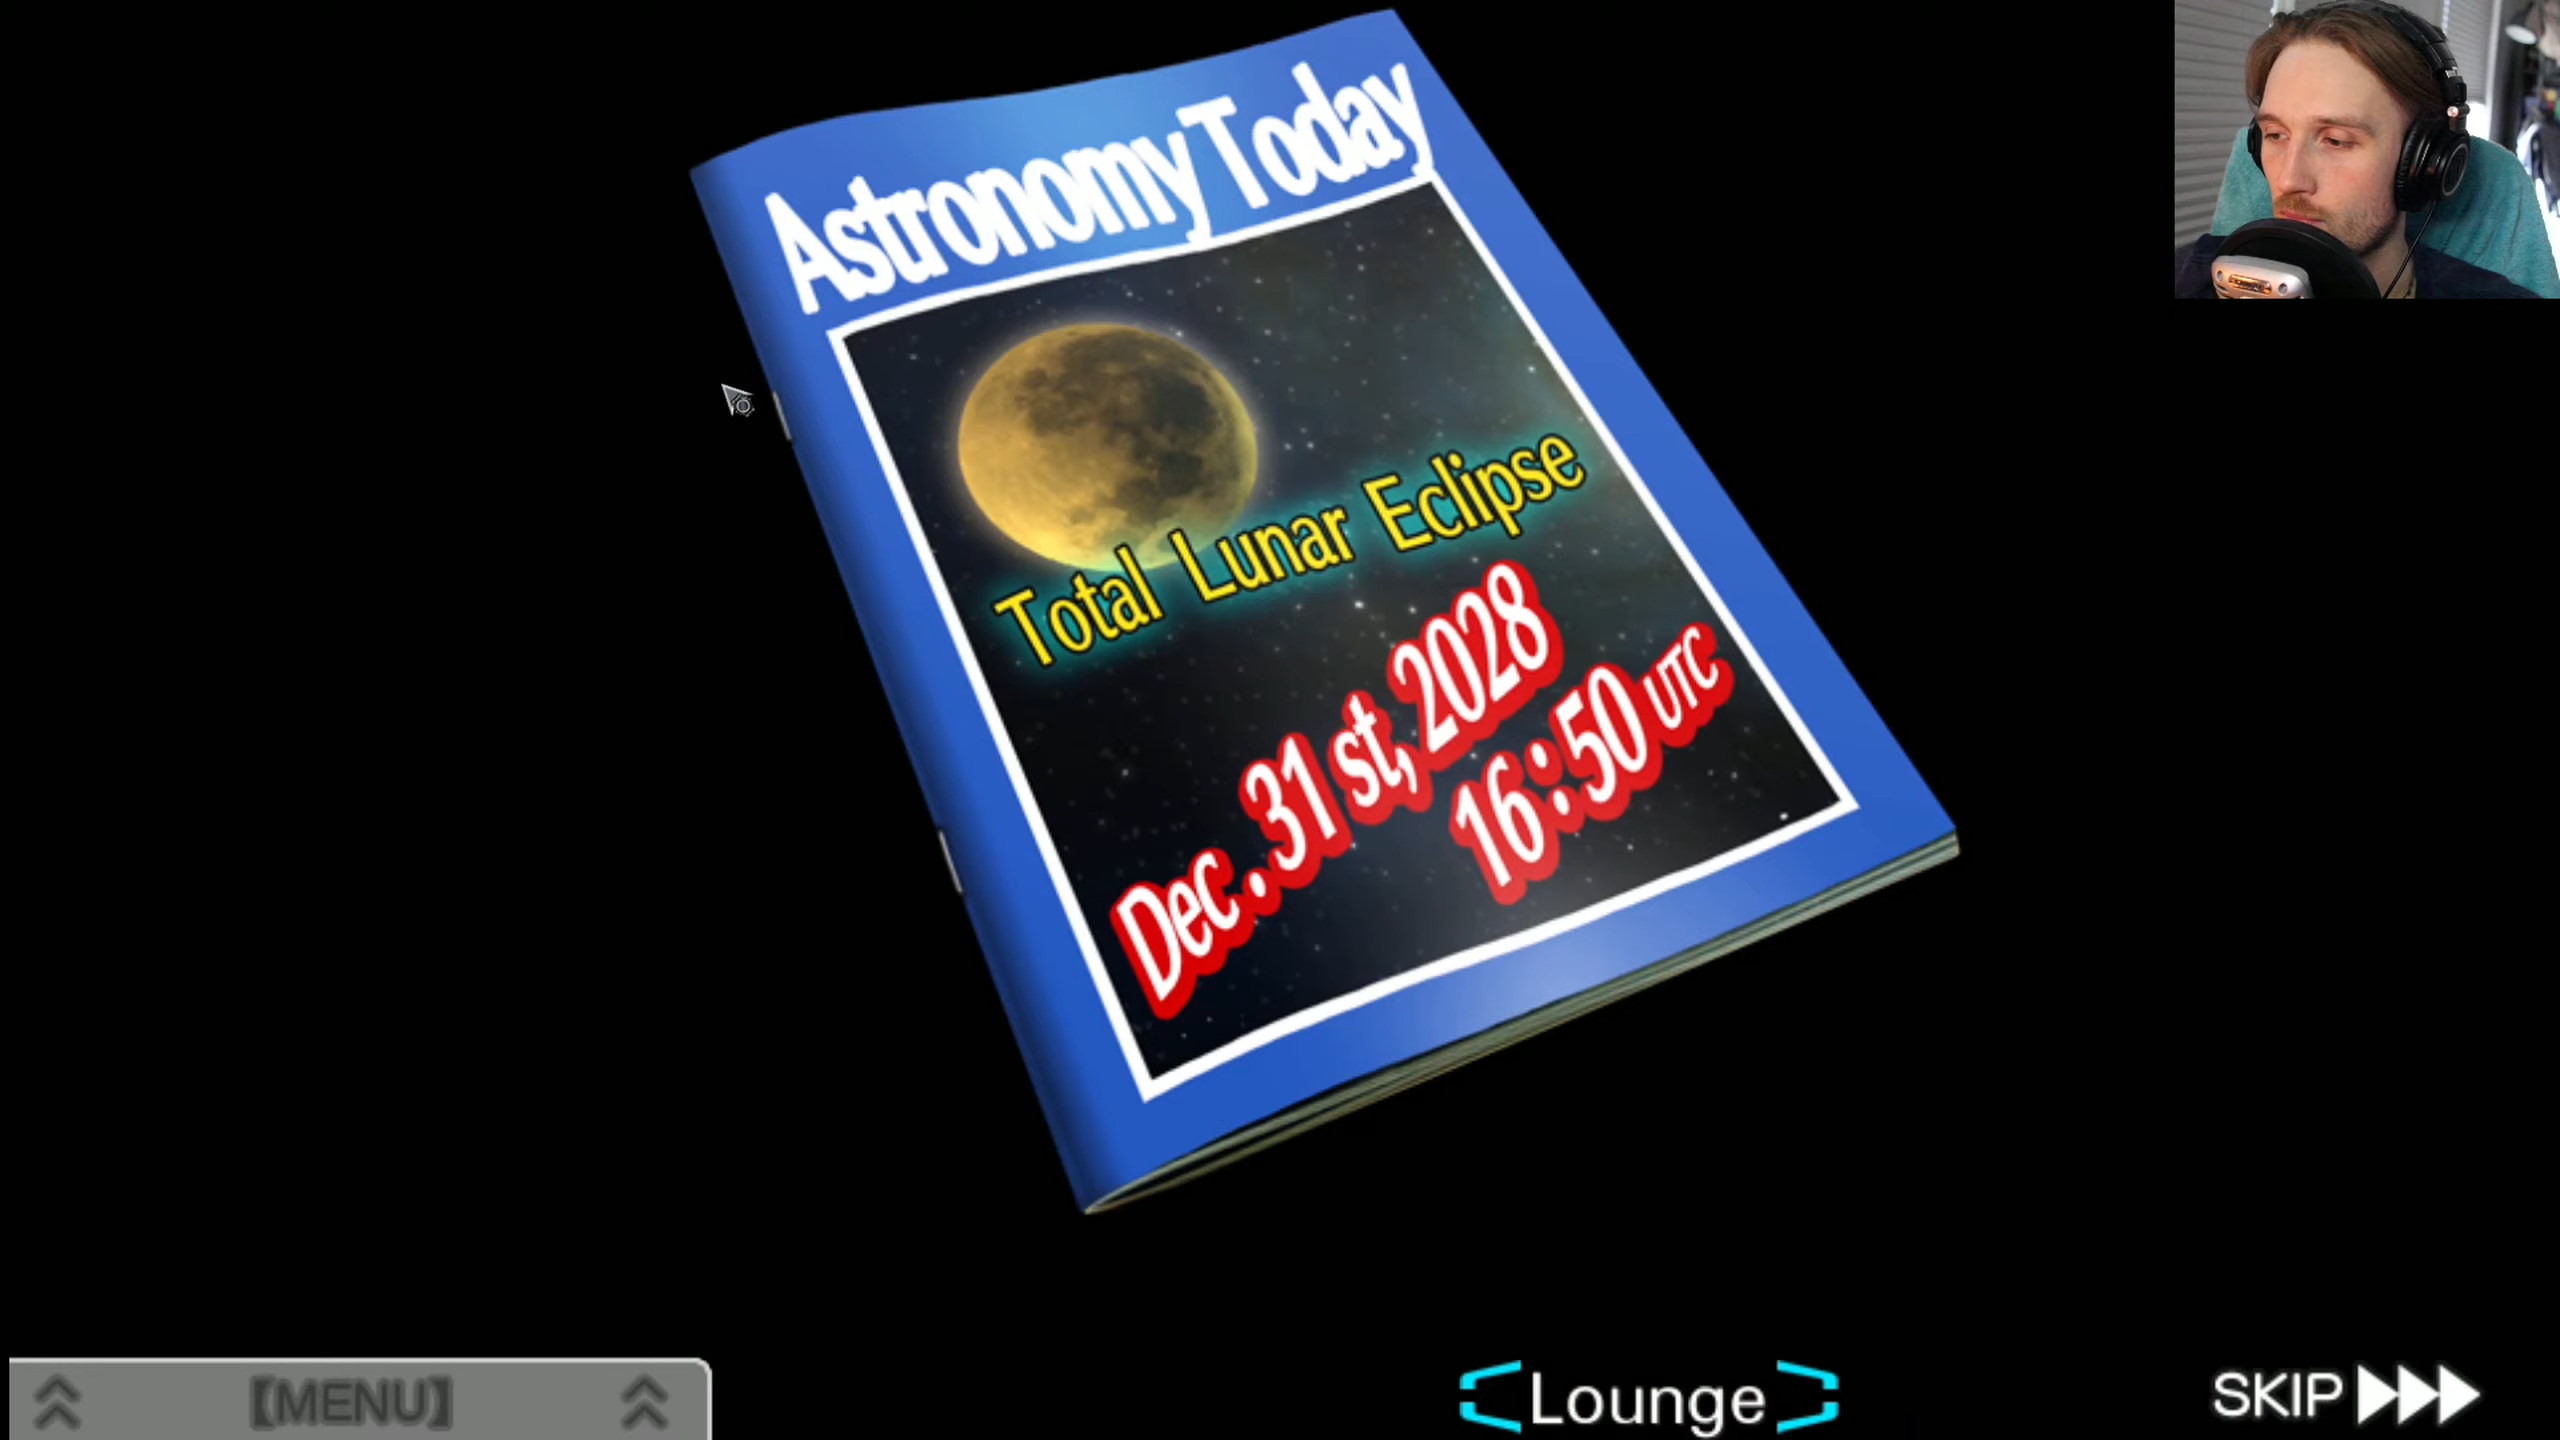 Astronomy Today
Total Lunar Eclipse
Dec. 31 st, 2028
16:50 UTC
【MENU】
Lounge
SKIP